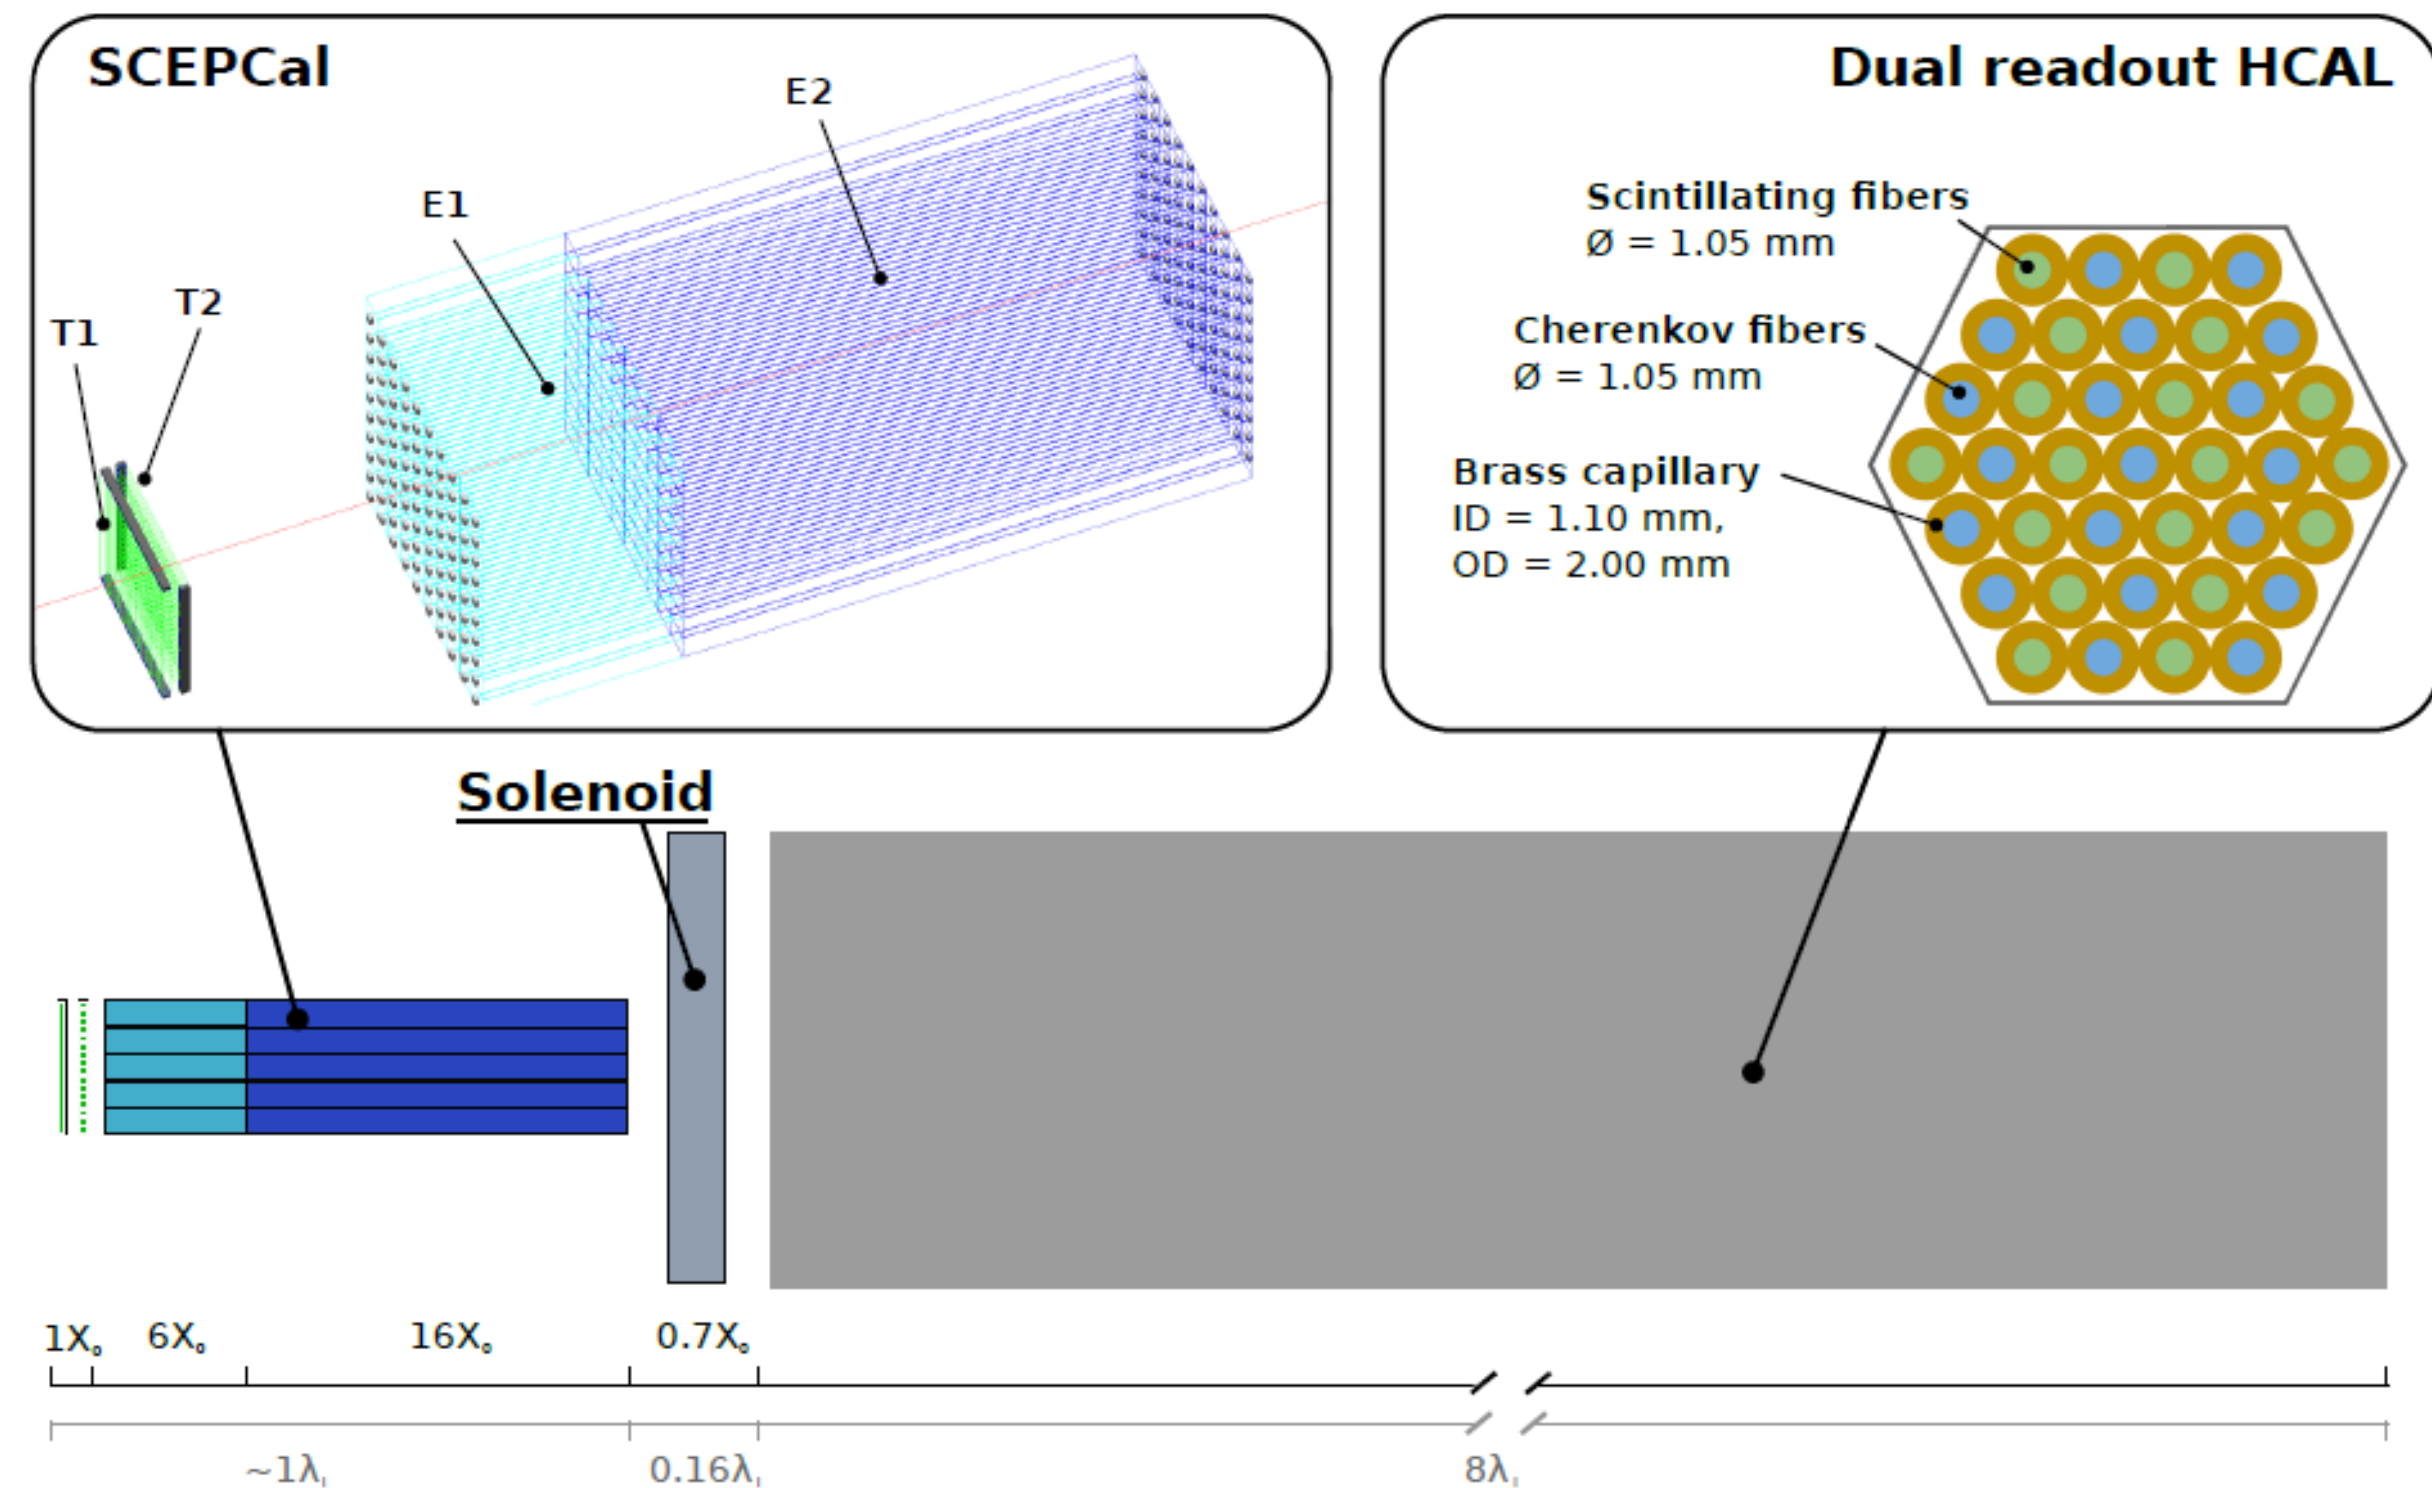 SCEPCal
E2
E1
T2
T1
Dual readout HCAL
Scintillating fibers
Ø = 1.05 mm
Cherenkov fibers
Ø = 1.05 mm
Brass capillary
ID = 1.10 mm,
OD = 2.00 mm
Solenoid
1X₀ 6X₀ 16X₀ 0.7X₀
~1λI 0.16λI 8λI